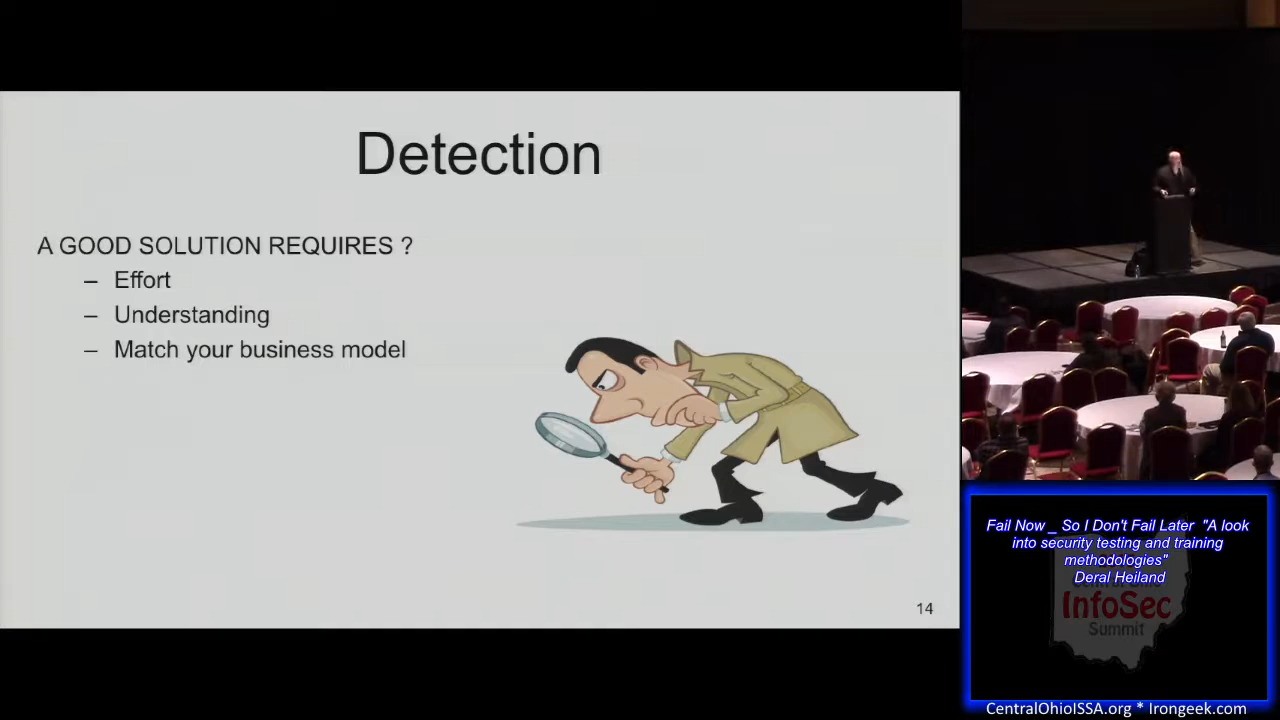 Detection
A GOOD SOLUTION REQUIRES ?
– Effort
– Understanding
– Match your business model
14
Fail Now _ So I Don't Fail Later "A look
into security testing and training
methodologies"
Deral Heiland
InfoSec
Summit
CentralOhioISSA.org * Irongeek.com